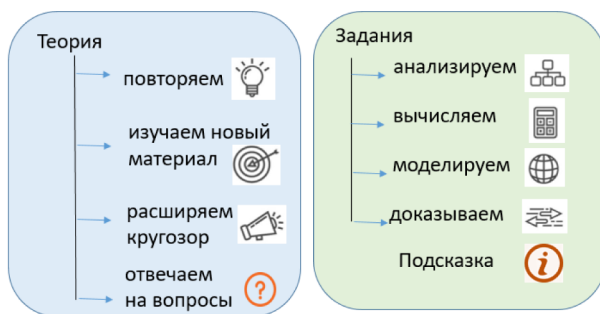 Теория
повторяем
изучаем новый
материал
расширяем
кругозор
отвечаем
на вопросы
?
Задания
анализируем
вычисляем
моделируем
доказываем
Подсказка
i